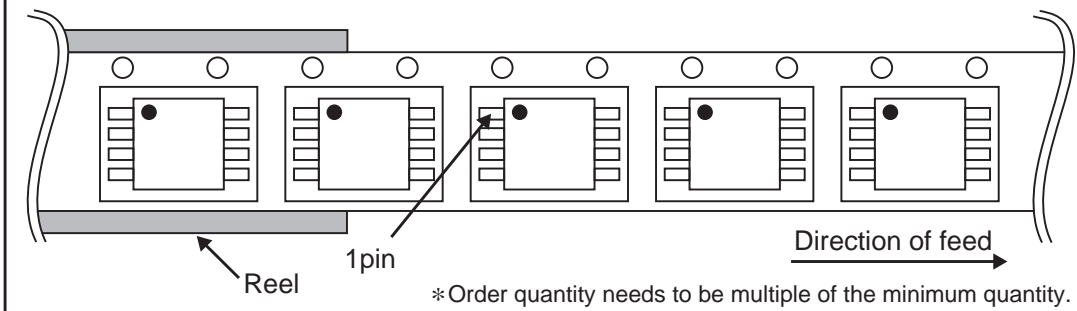 Direction of feed
1pin
Reel
*Order quantity needs to be multiple of the minimum quantity.